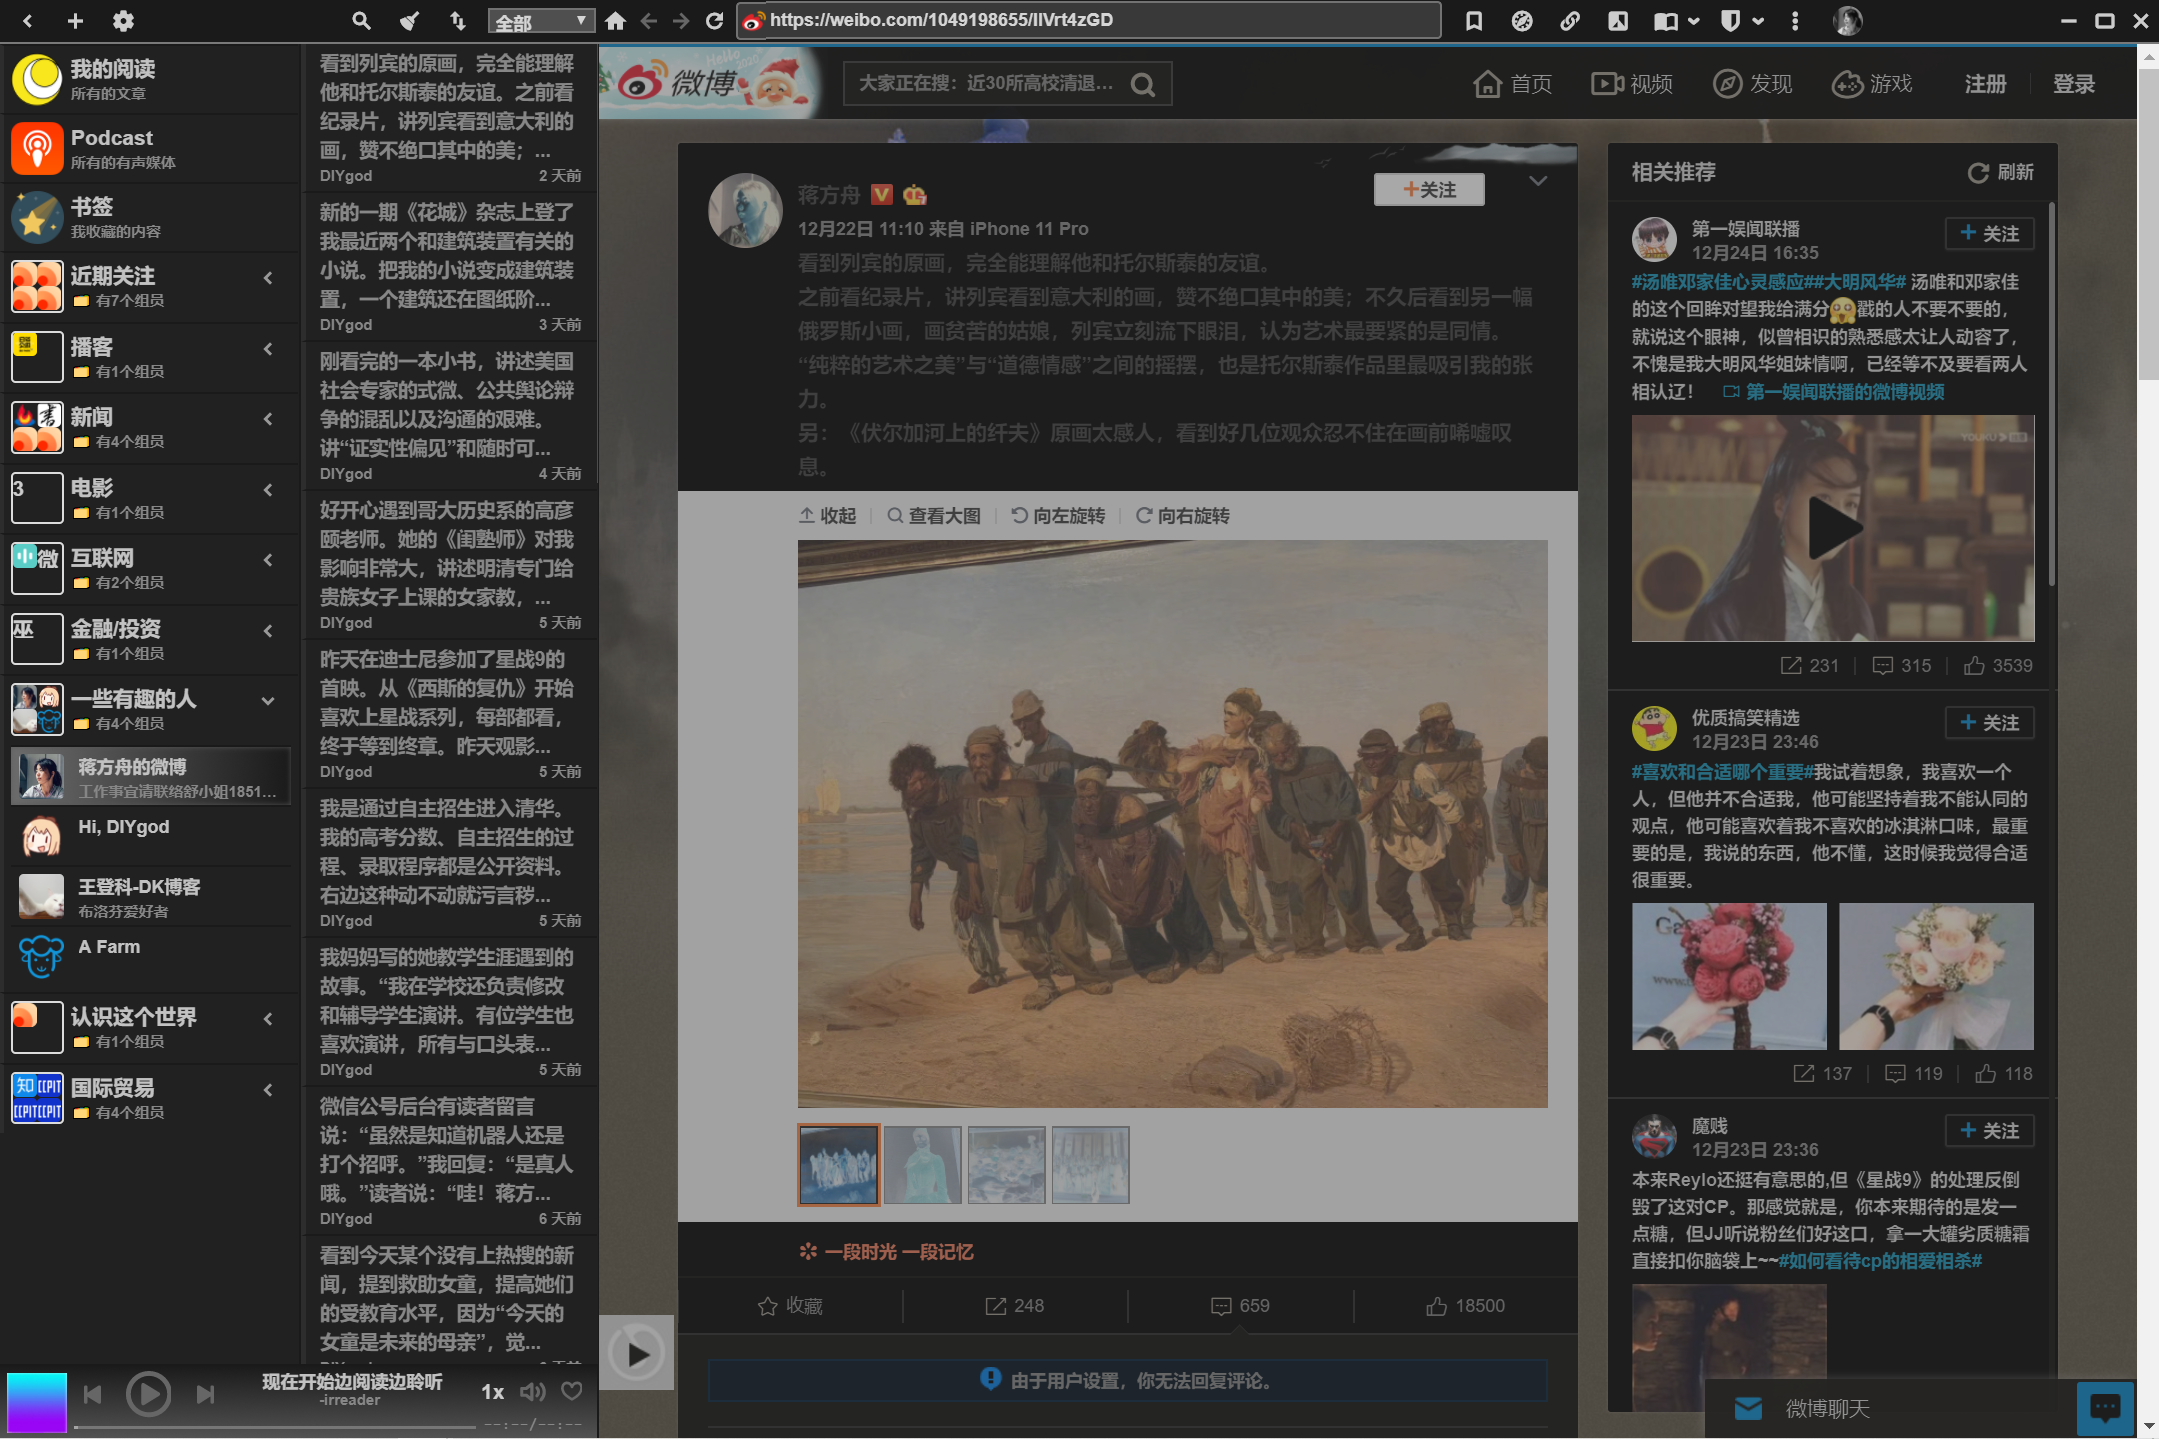 全部
https://weibo.com/1049198655/IIVrt4zGD
我的阅读
所有的文章
Podcast
所有的有声媒体
书签
我收藏的内容
近期关注
有7个组员
播客
有1个组员
新闻
有4个组员
3
电影
有1个组员
微
互联网
有2个组员
巫
金融/投资
有1个组员
一些有趣的人
有4个组员
蒋方舟的微博
工作事宜请联络舒小姐1851...
Hi, DIYgod
王登科-DK博客
布洛芬爱好者
A Farm
认识这个世界
有1个组员
知 CCPIT
CCPITCCPIT
国际贸易
有4个组员
现在开始边阅读边聆听
-irreader
1x
--:--/--:--
看到列宾的原画，完全能理解
他和托尔斯泰的友谊。之前看
纪录片，讲列宾看到意大利的
画，赞不绝口其中的美；...
DIYgod 2 天前
新的一期《花城》杂志上登了
我最近两个和建筑装置有关的
小说。把我的小说变成建筑装
置，一个建筑还在图纸阶...
DIYgod 3 天前
刚看完的一本小书，讲述美国
社会专家的式微、公共舆论辩
争的混乱以及沟通的艰难。
讲“证实性偏见”和随时可...
DIYgod 4 天前
好开心遇到哥大历史系的高彦
颐老师。她的《闺塾师》对我
影响非常大，讲述明清专门给
贵族女子上课的女家教，...
DIYgod 5 天前
昨天在迪士尼参加了星战9的
首映。从《西斯的复仇》开始
喜欢上星战系列，每部都看，
终于等到终章。昨天观影...
DIYgod 5 天前
我是通过自主招生进入清华。
我的高考分数、自主招生的过
程、录取程序都是公开资料。
右边这种动不动就污言秽...
DIYgod 5 天前
我妈妈写的她教学生涯遇到的
故事。“我在学校还负责修改
和辅导学生演讲。有位学生也
喜欢演讲，所有与口头表...
DIYgod 5 天前
微信公号后台有读者留言
说：“虽然是知道机器人还是
打个招呼。”我回复：“是真人
哦。”读者说：“哇！蒋方...
DIYgod 6 天前
看到今天某个没有上热搜的新
闻，提到救助女童，提高她们
的受教育水平，因为“今天的
女童是未来的母亲”，觉...
微博
Hello
2020
大家正在搜：近30所高校清退...
首页
视频
发现
游戏
注册
登录
蒋方舟
+关注
12月22日 11:10 来自 iPhone 11 Pro
看到列宾的原画，完全能理解他和托尔斯泰的友谊。
之前看纪录片，讲列宾看到意大利的画，赞不绝口其中的美；不久后看到另一幅
俄罗斯小画，画贫苦的姑娘，列宾立刻流下眼泪，认为艺术最要紧的是同情。
“纯粹的艺术之美”与“道德情感”之间的摇摆，也是托尔斯泰作品里最吸引我的张
力。
另：《伏尔加河上的纤夫》原画太感人，看到好几位观众忍不住在画前唏嘘叹
息。
收起
查看大图
向左旋转
向右旋转
一段时光 一段记忆
收藏
248
659
18500
由于用户设置，你无法回复评论。
相关推荐
刷新
第一娱闻联播
+ 关注
12月24日 16:35
#汤唯邓家佳心灵感应##大明风华# 汤唯和邓家佳
的这个回眸对望我给满分戳的人不要不要的，
就说这个眼神，似曾相识的熟悉感太让人动容了，
不愧是我大明风华姐妹情啊，已经等不及要看两人
相认辽！ 第一娱闻联播的微博视频
YOUKU
231
315
3539
优质搞笑精选
+ 关注
12月23日 23:46
#喜欢和合适哪个重要#我试着想象，我喜欢一个
人，但他并不合适我，他可能坚持着我不能认同的
观点，他可能喜欢着我不喜欢的冰淇淋口味，最重
要的是，我说的东西，他不懂，这时候我觉得合适
很重要。
137
119
118
魔贱
+ 关注
12月23日 23:36
本来Reylo还挺有意思的,但《星战9》的处理反倒
毁了这对CP。那感觉就是，你本来期待的是发一
点糖，但JJ听说粉丝们好这口，拿一大罐劣质糖霜
直接扣你脑袋上~~#如何看待cp的相爱相杀#
微博聊天